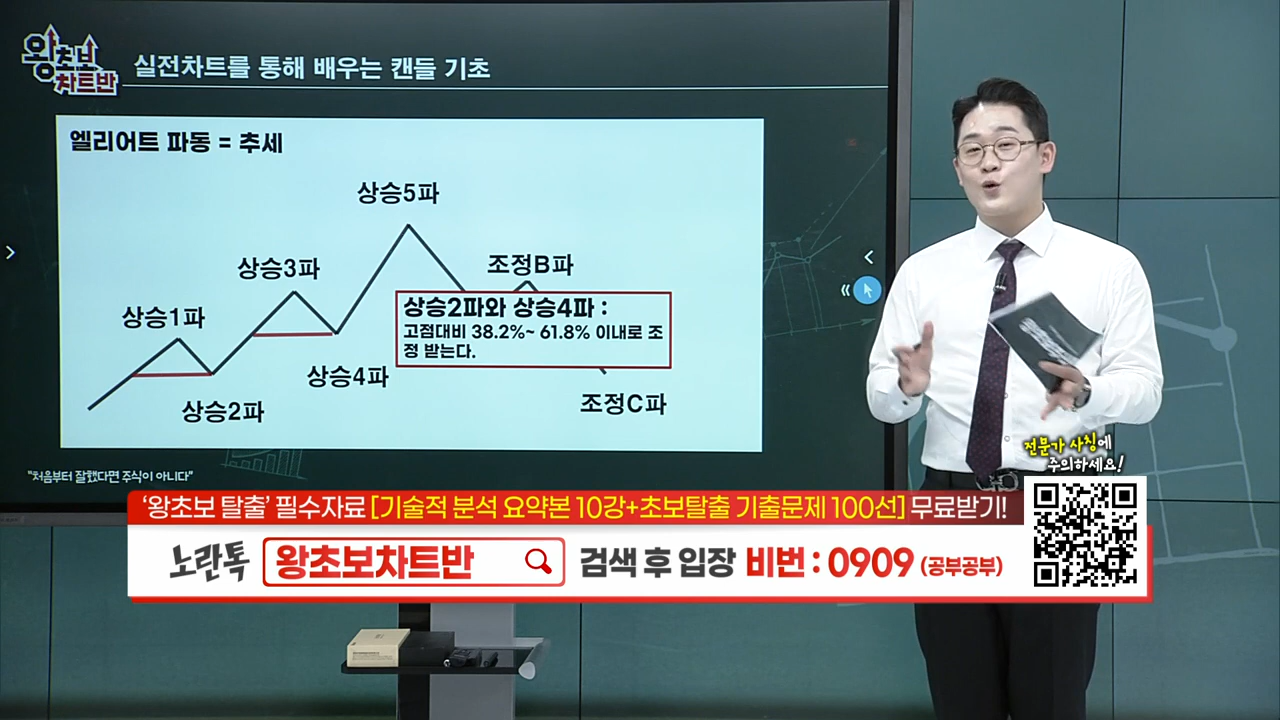 왕초보
차트반
실전차트를 통해 배우는 캔들 기초
엘리어트 파동 = 추세
상승5파
상승3파
조정B파
상승1파
상승2파와 상승4파 :
고점대비 38.2%~ 61.8% 이내로 조
정 받는다.
상승4파
상승2파
조정C파
"처음부터 잘했다면 주식이 아니다"
전문가 사칭에
주의하세요!
‘왕초보 탈출’ 필수자료 [기술적 분석 요약본 10강+초보탈출 기출문제 100선] 무료받기!
노란톡 왕초보차트반 검색 후 입장 비번 : 0909 (공부공부)